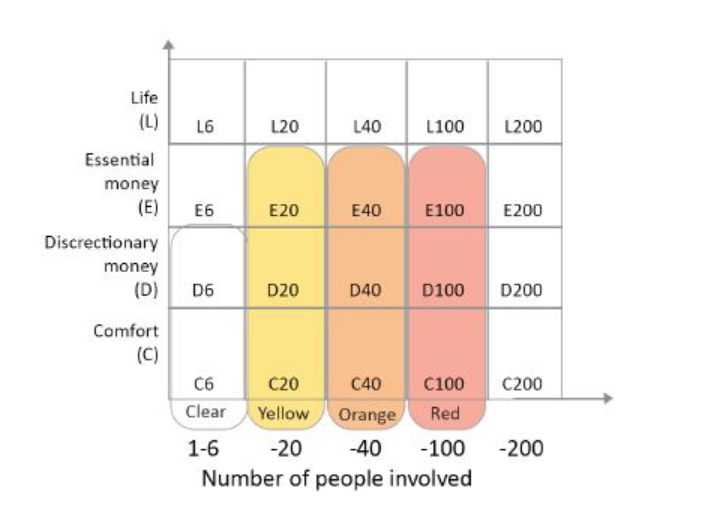 Life
(L)
L6 L20 L40 L100 L200
Essential
money
(E)
E6 E20 E40 E100 E200
Discrectionary
money
(D)
D6 D20 D40 D100 D200
Comfort
(C)
C6 C20 C40 C100 C200
Clear Yellow Orange Red
1-6 -20 -40 -100 -200
Number of people involved